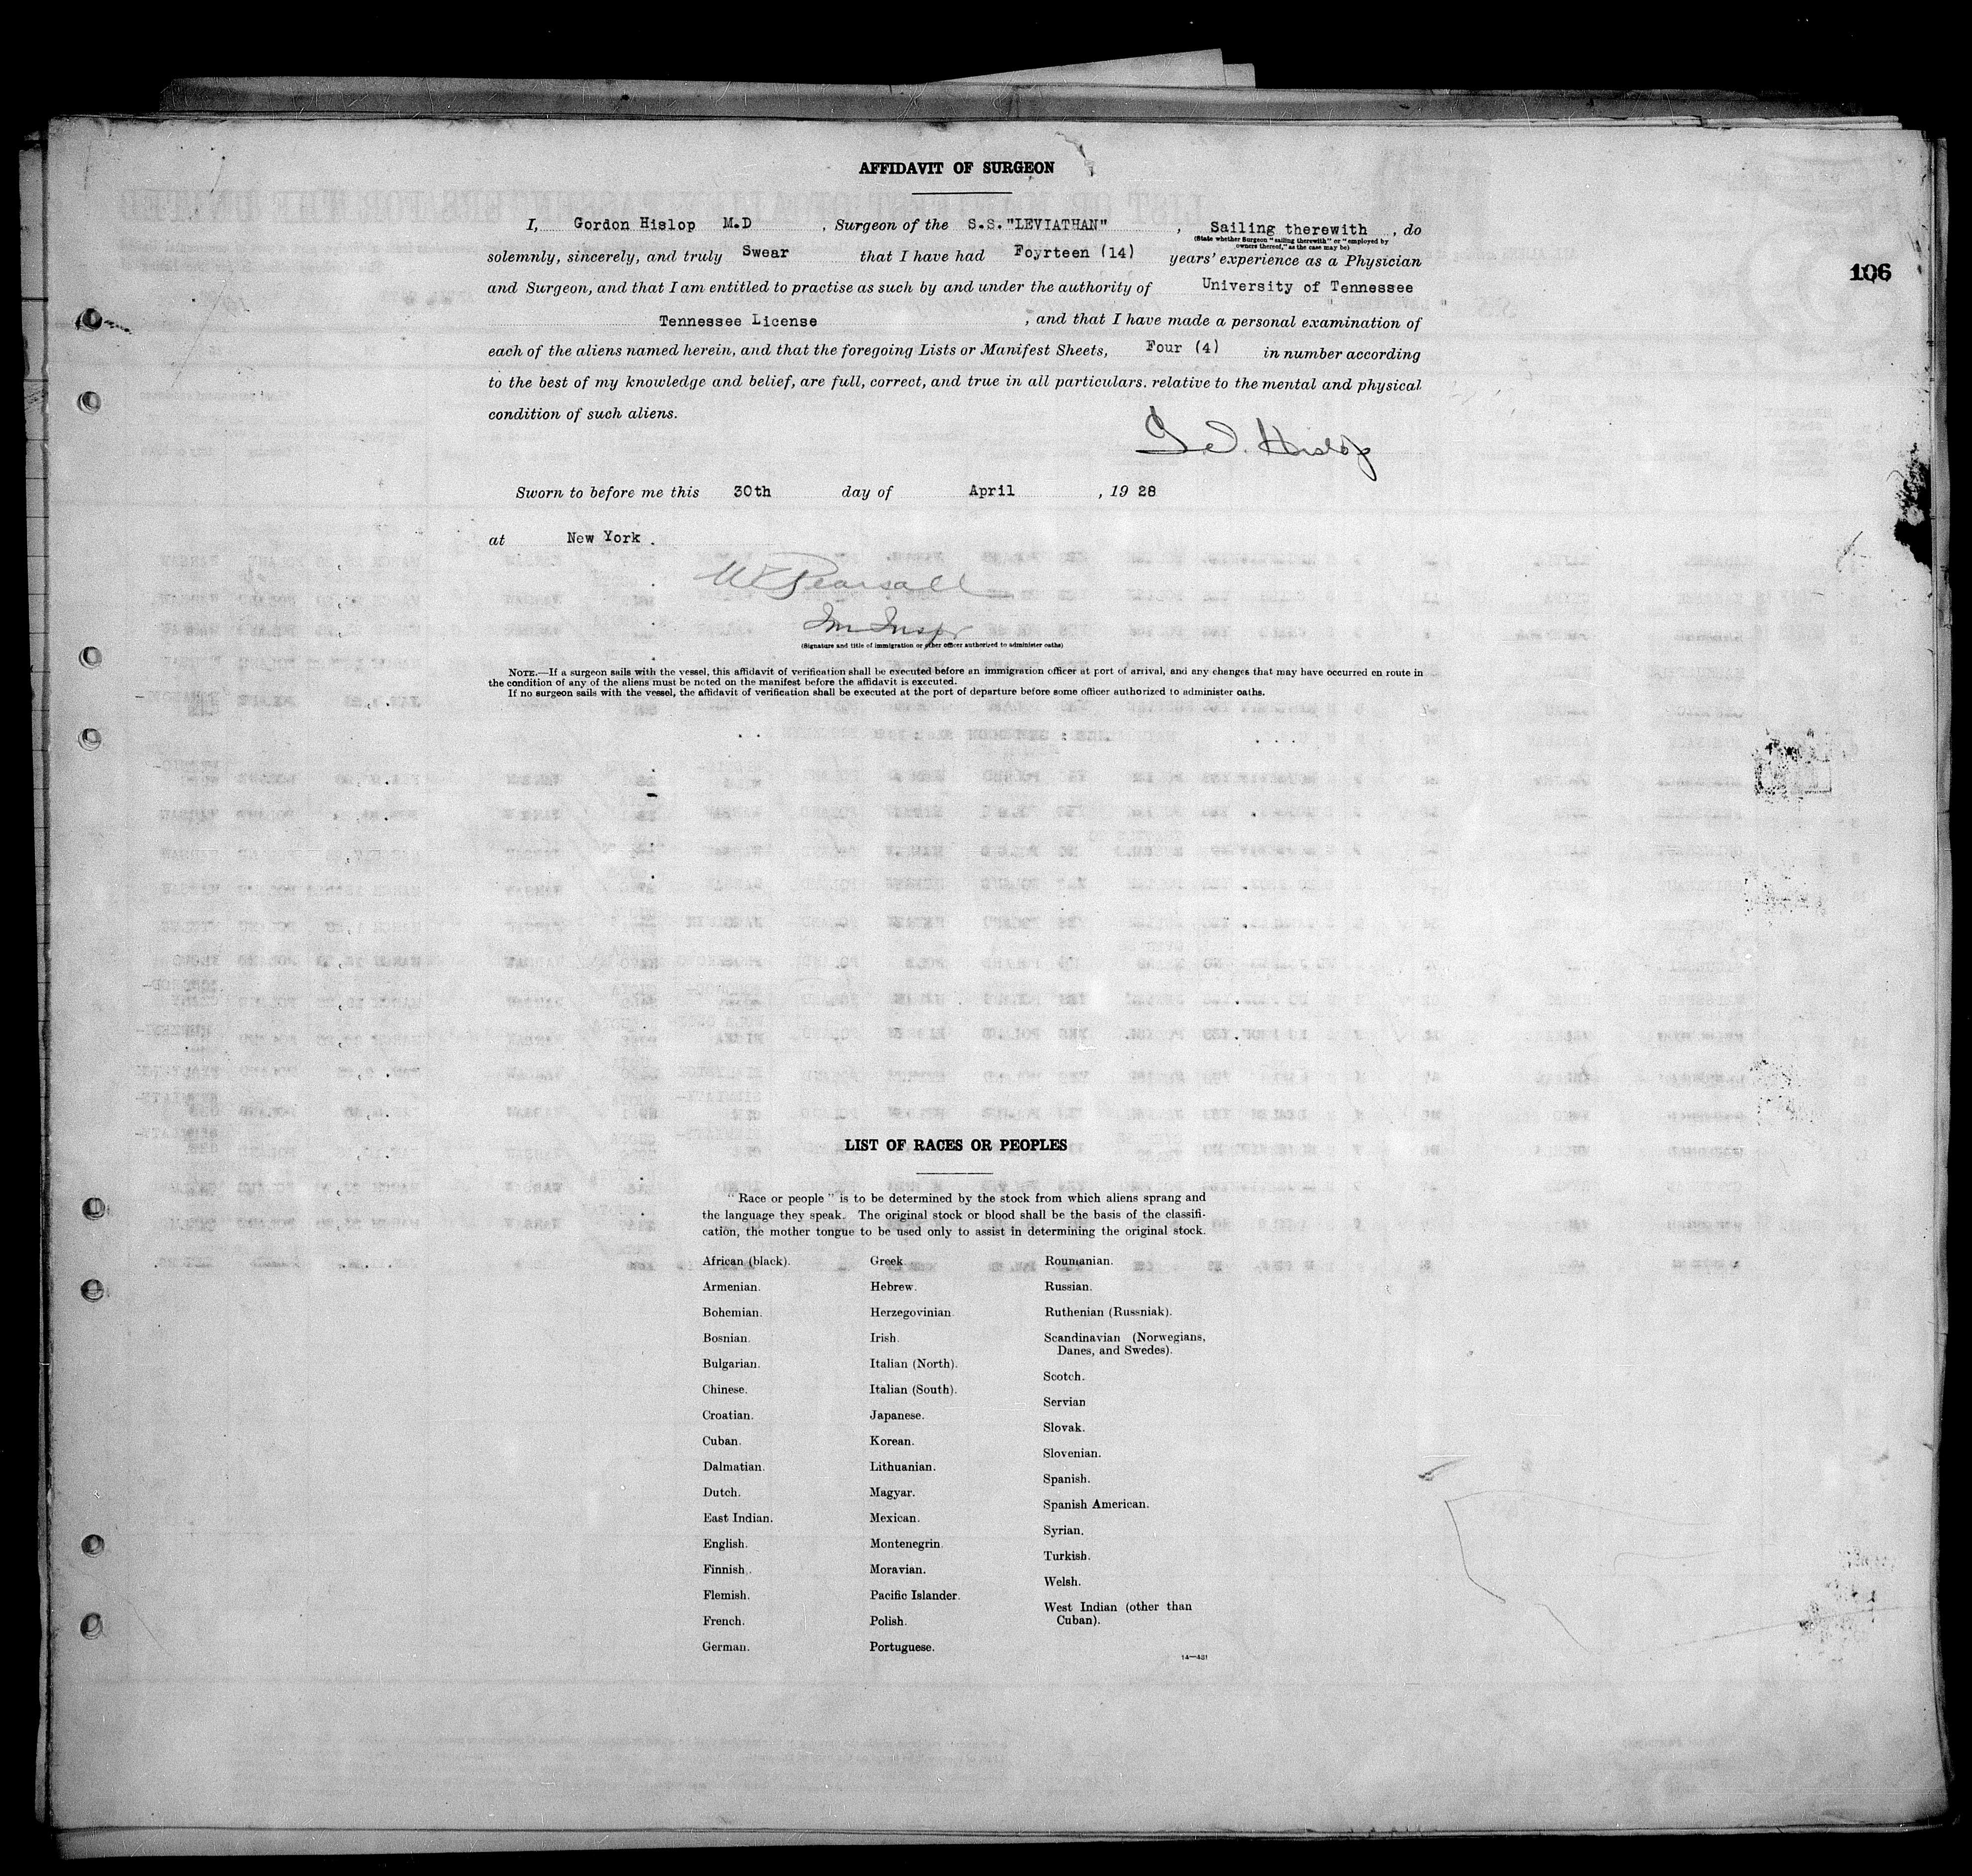 AFFIDAVIT OF SURGEON
I, Gordon Hislop M.D , Surgeon of the S.S."LEVIATHAN" , Sailing therewith , do
(State whether Surgeon "sailing therewith" or "employed by
owners thereof," as the case may be)
solemnly, sincerely, and truly Swear that I have had Foyrteen (14) years' experience as a Physician
106
and Surgeon, and that I am entitled to practise as such by and under the authority of University of Tennessee
Tennessee License , and that I have made a personal examination of
each of the aliens named herein, and that the foregoing Lists or Manifest Sheets, Four (4) in number according
to the best of my knowledge and belief, are full, correct, and true in all particulars. relative to the mental and physical
condition of such aliens.
Hislop
Sworn to before me this 30th day of April , 19 28
at New York .
Pearsall
Im Inspr
(Signature and title of immigration or other officer authorized to administer oaths)
NOTE.—If a surgeon sails with the vessel, this affidavit of verification shall be executed before an immigration officer at port of arrival, and any changes that may have occurred en route in
the condition of any of the aliens must be noted on the manifest before the affidavit is executed.
If no surgeon sails with the vessel, the affidavit of verification shall be executed at the port of departure before some officer authorized to administer oaths.
LIST OF RACES OR PEOPLES
"Race or people" is to be determined by the stock from which aliens sprang and
the language they speak. The original stock or blood shall be the basis of the classifi-
cation, the mother tongue to be used only to assist in determining the original stock.
African (black).
Armenian.
Bohemian.
Bosnian.
Bulgarian.
Chinese.
Croatian.
Cuban.
Dalmatian.
Dutch.
East Indian.
English.
Finnish.
Flemish.
French.
German.
Greek
Hebrew.
Herzegovinian.
Irish.
Italian (North).
Italian (South).
Japanese.
Korean.
Lithuanian.
Magyar.
Mexican.
Montenegrin.
Moravian.
Pacific Islander.
Polish.
Portuguese.
Roumanian.
Russian.
Ruthenian (Russniak).
Scandinavian (Norwegians,
Danes, and Swedes).
Scotch.
Servian
Slovak.
Slovenian.
Spanish.
Spanish American.
Syrian.
Turkish.
Welsh.
West Indian (other than
Cuban).
14—431